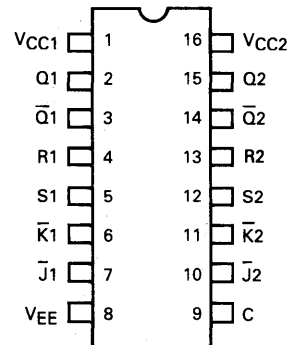 VCC1 1 16 VCC2
Q1 2 15 Q2
Q̅1 3 14 Q̅2
R1 4 13 R2
S1 5 12 S2
K̅1 6 11 K̅2
J̅1 7 10 J̅2
VEE 8 9 C